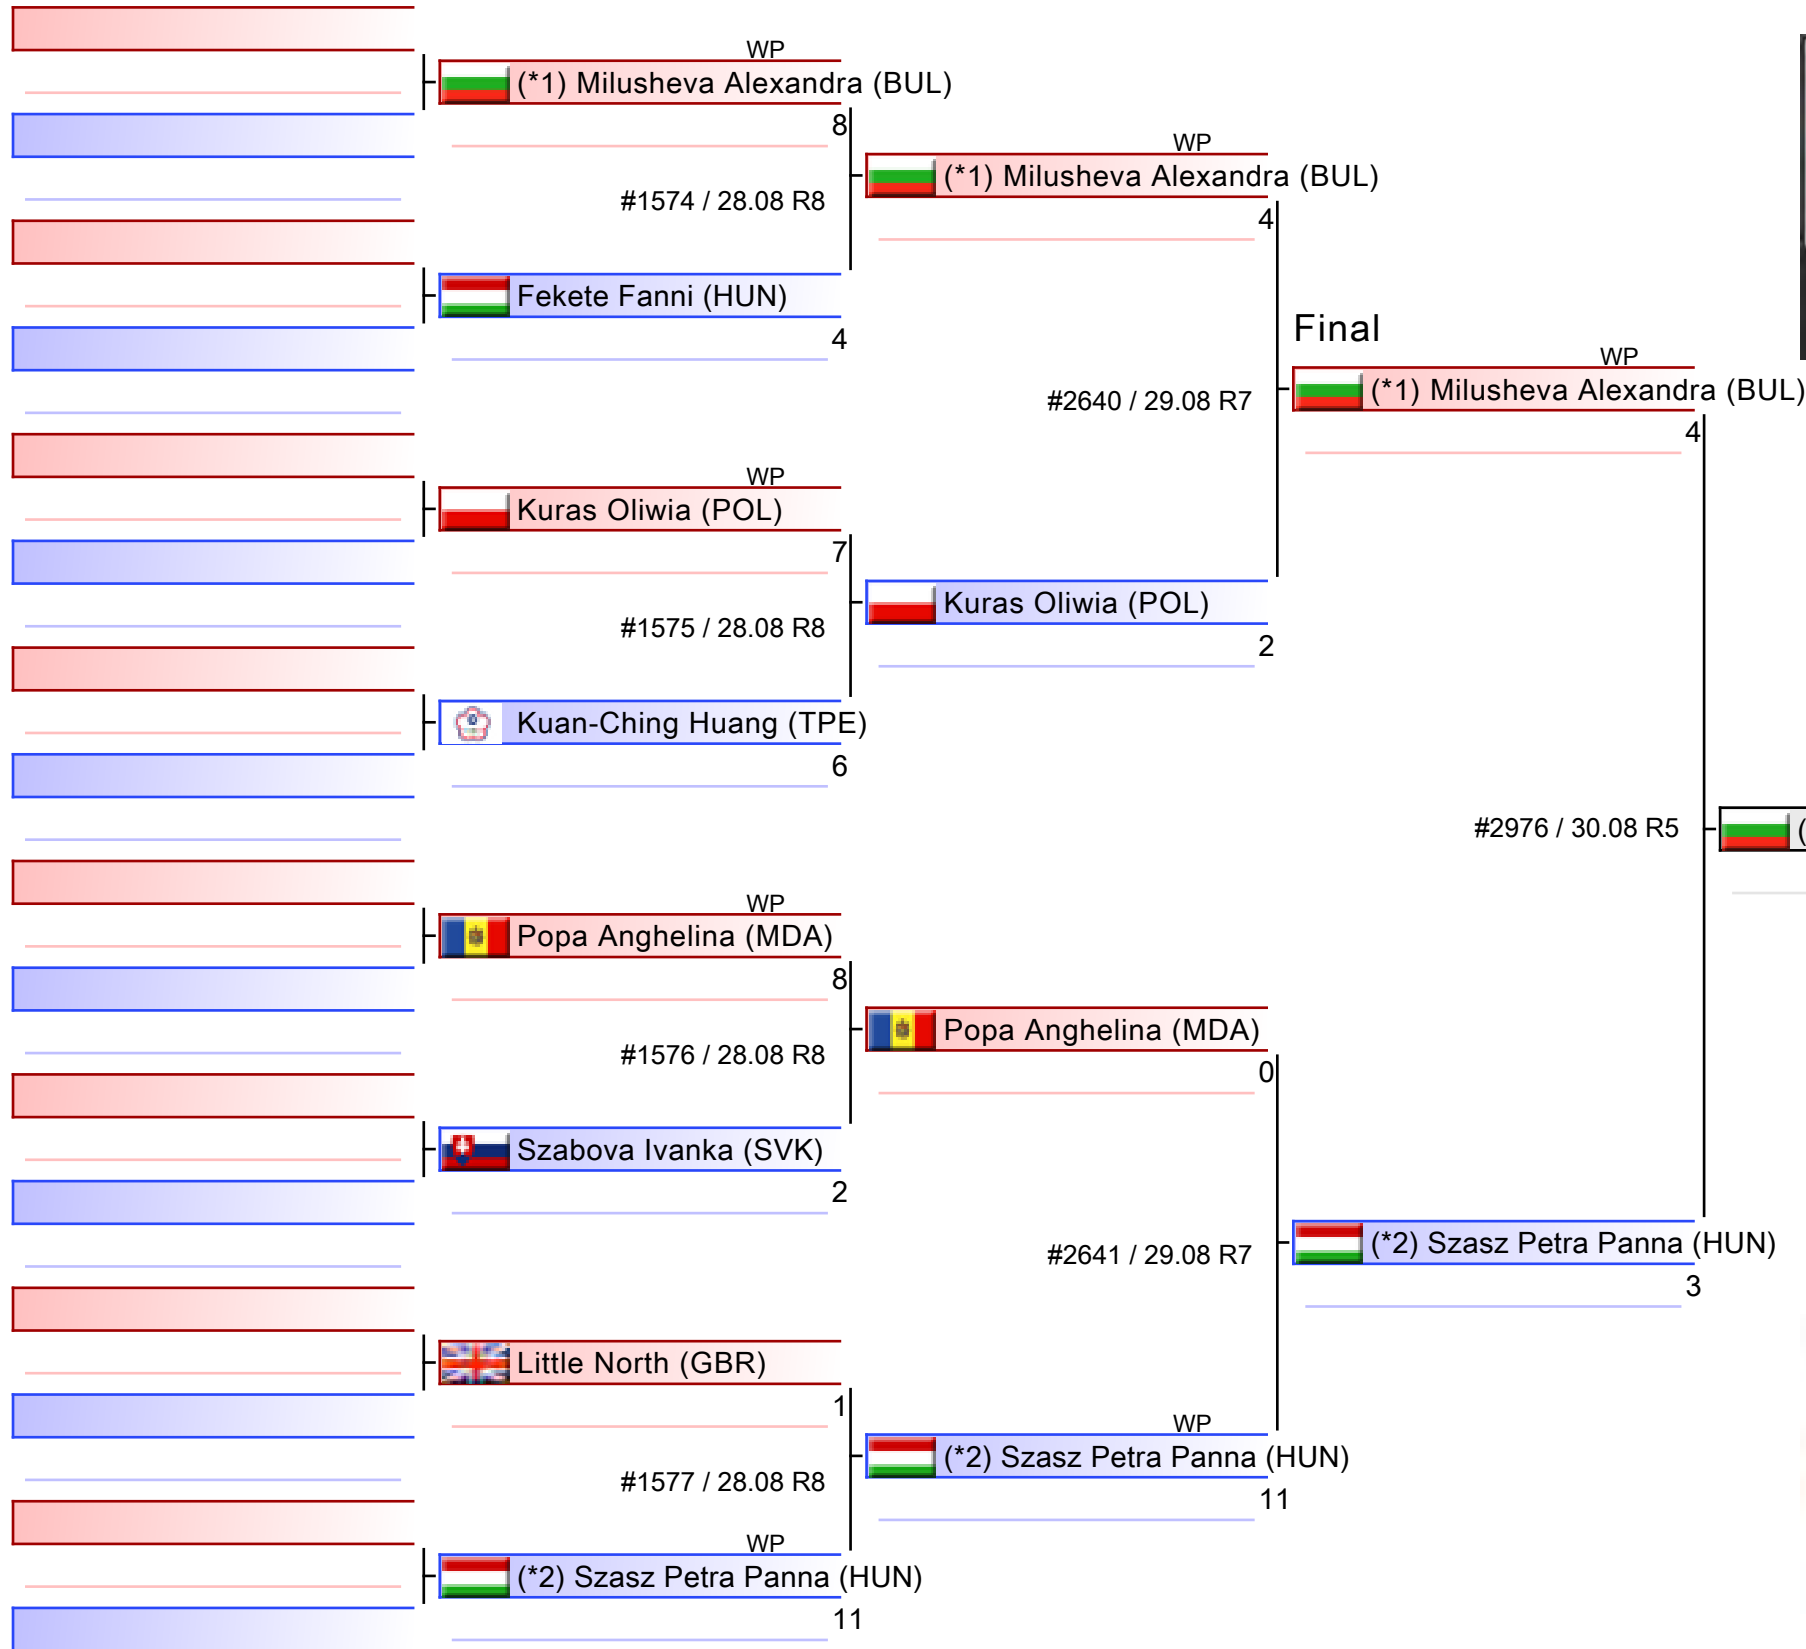 WP
(*1) Milusheva Alexandra (BUL)
8
#1574 / 28.08 R8
Fekete Fanni (HUN)
4
WP
Kuras Oliwia (POL)
7
#1575 / 28.08 R8
Kuan-Ching Huang (TPE)
6
WP
Popa Anghelina (MDA)
8
#1576 / 28.08 R8
Szabova Ivanka (SVK)
2
Little North (GBR)
1
#1577 / 28.08 R8
WP
(*2) Szasz Petra Panna (HUN)
11
WP
(*1) Milusheva Alexandra (BUL)
4
#2640 / 29.08 R7
Kuras Oliwia (POL)
2
Popa Anghelina (MDA)
0
#2641 / 29.08 R7
WP
(*2) Szasz Petra Panna (HUN)
11
Final
WP
(*1) Milusheva Alexandra (BUL)
4
#2976 / 30.08 R5
(*2) Szasz Petra Panna (HUN)
3
(